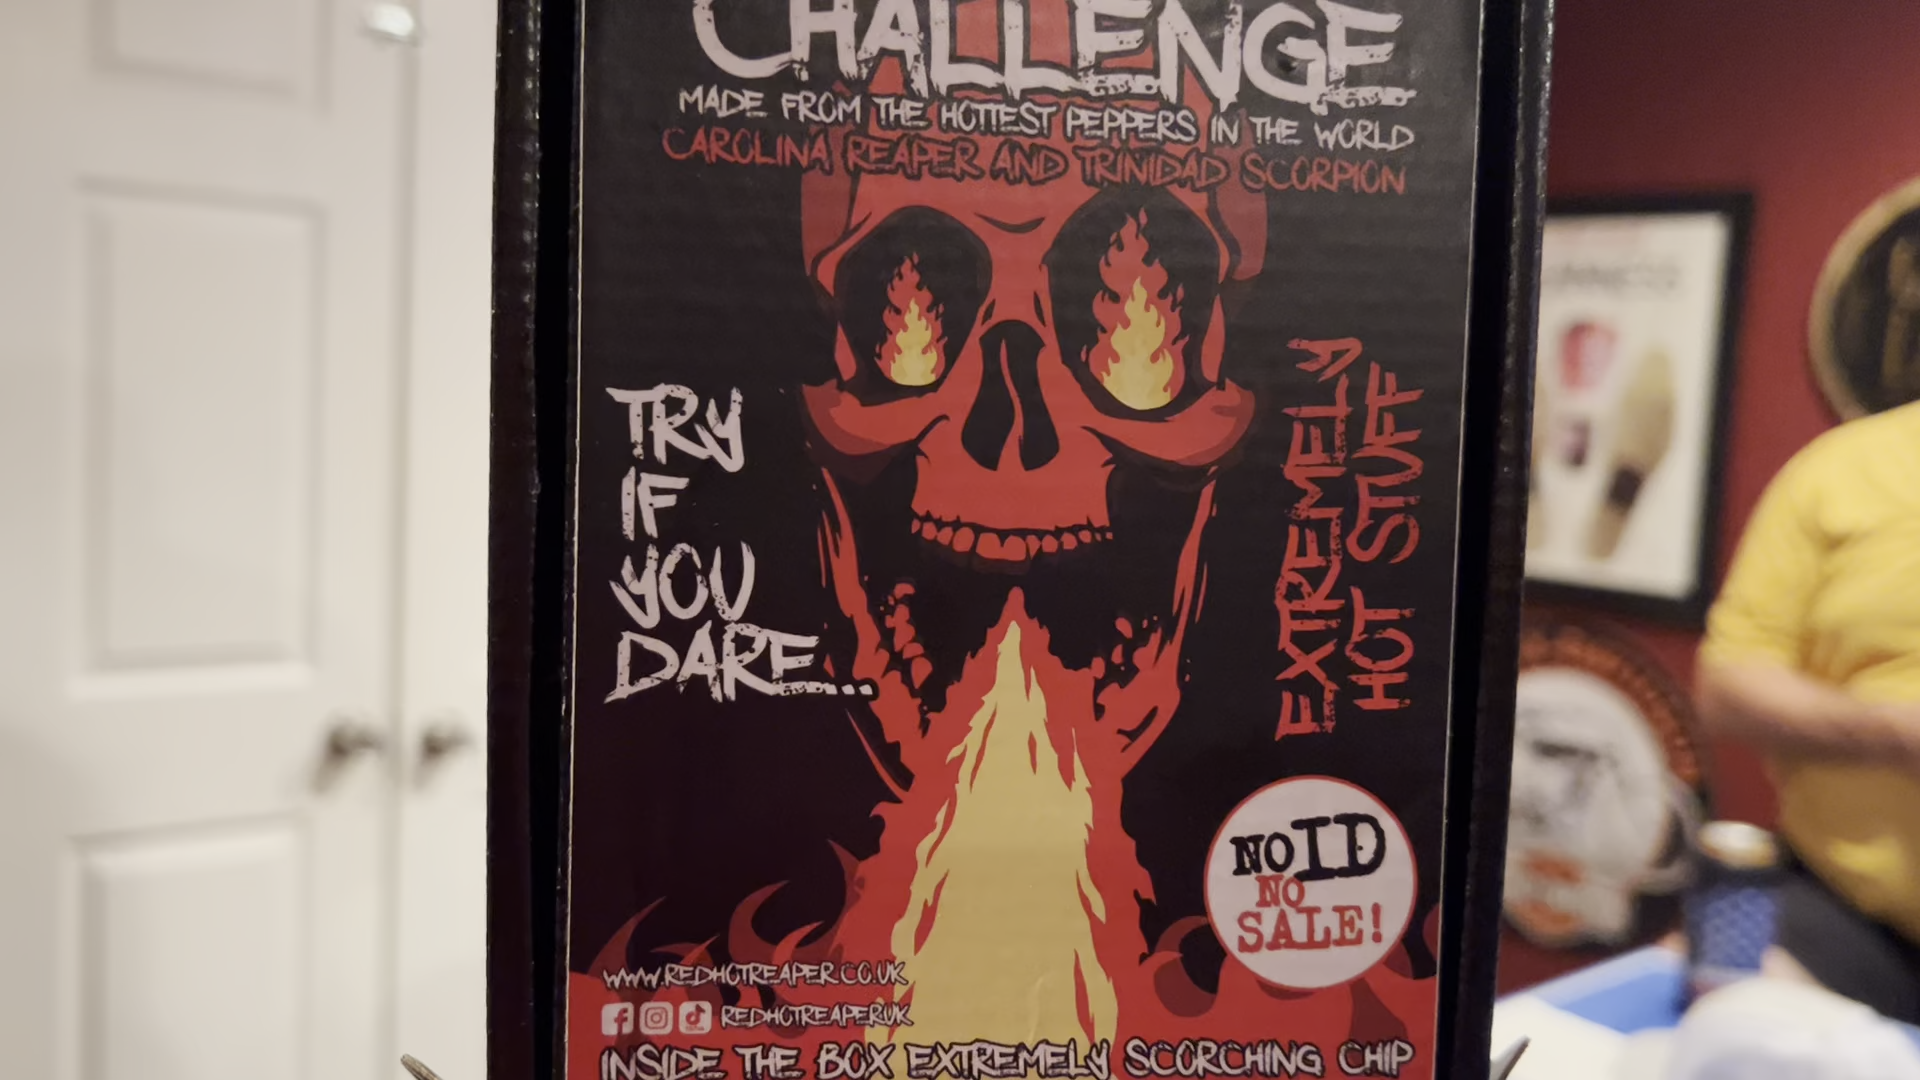 CHALLENGE
MADE FROM THE HOTTEST PEPPERS IN THE WORLD
CAROLINA REAPER AND TRINIDAD SCORPION
TRY
IF
YOU
DARE...
EXTREMELY
HOT STUFF
NO ID
NO
SALE!
WWW.REDHOTREAPER.CO.UK
REDHOTREAPERUK
INSIDE THE BOX EXTREMELY SCORCHING CHIP